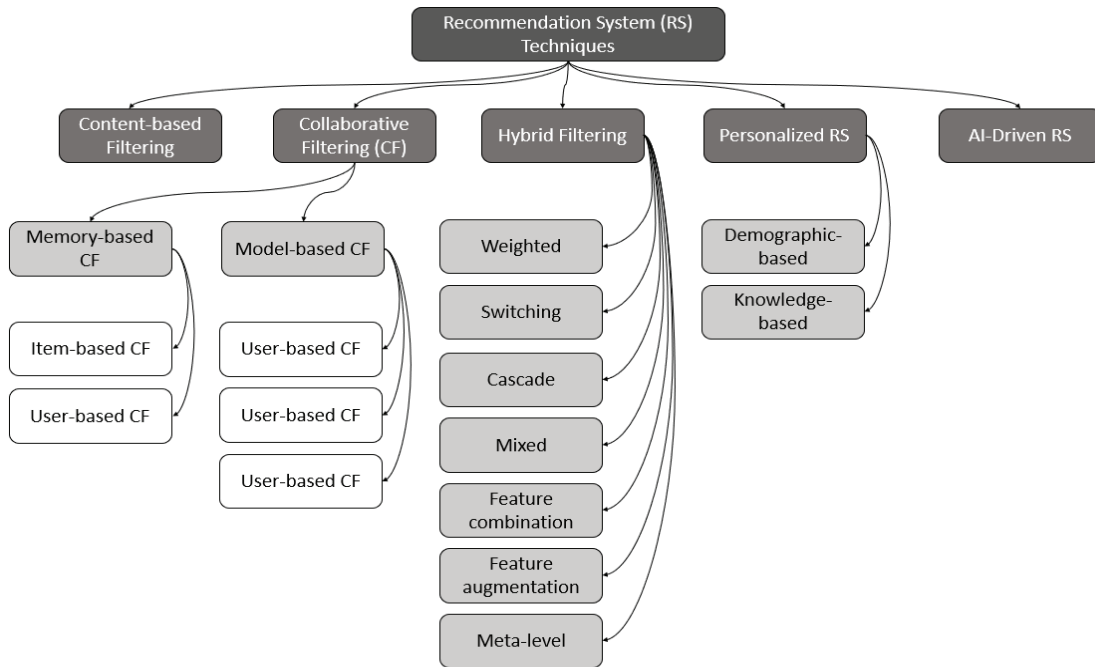 Recommendation System (RS)
Techniques
Content-based
Filtering
Collaborative
Filtering (CF)
Hybrid Filtering
Personalized RS
AI-Driven RS
Memory-based
CF
Model-based CF
Item-based CF
User-based CF
User-based CF
User-based CF
User-based CF
Weighted
Switching
Cascade
Mixed
Feature
combination
Feature
augmentation
Meta-level
Demographic-
based
Knowledge-
based